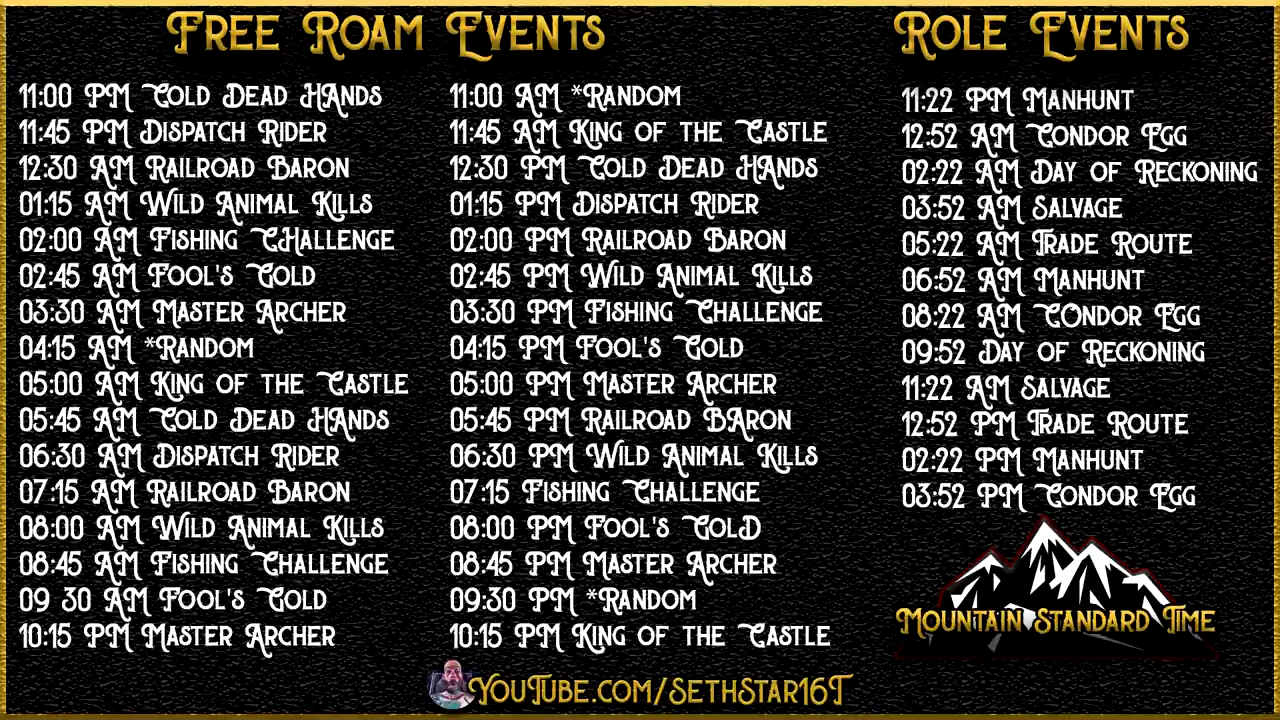 Free Roam Events
11:00 PM Cold Dead Hands
11:45 PM Dispatch Rider
12:30 AM Railroad Baron
01:15 AM Wild Animal Kills
02:00 AM Fishing CHallenge
02:45 AM Fool's Gold
03:30 AM Master Archer
04:15 AM *Random
05:00 AM King of the Castle
05:45 AM Cold Dead Hands
06:30 AM Dispatch Rider
07:15 AM Railroad Baron
08:00 AM Wild Animal Kills
08:45 AM Fishing Challenge
09 30 AM Fool's Gold
10:15 PM Master Archer
11:00 AM *Random
11:45 AM King of the Castle
12:30 PM Cold Dead Hands
01:15 PM Dispatch Rider
02:00 PM Railroad Baron
02:45 PM Wild Animal Kills
03:30 PM Fishing Challenge
04:15 PM Fool's Gold
05:00 PM Master Archer
05:45 PM Railroad BAron
06:30 PM Wild Animal Kills
07:15 Fishing Challenge
08:00 PM Fool's GolD
08:45 PM Master Archer
09:30 PM *Random
10:15 PM King of the Castle
Role Events
11:22 PM Manhunt
12:52 AM Condor Egg
02:22 AM Day of Reckoning
03:52 AM Salvage
05:22 AM Trade Route
06:52 AM Manhunt
08:22 AM COndor Egg
09:52 Day of Reckoning
11:22 AM Salvage
12:52 PM Trade Route
02:22 PM Manhunt
03:52 PM Condor Egg
Mountain Standard Time
YouTube.com/SethStar16T